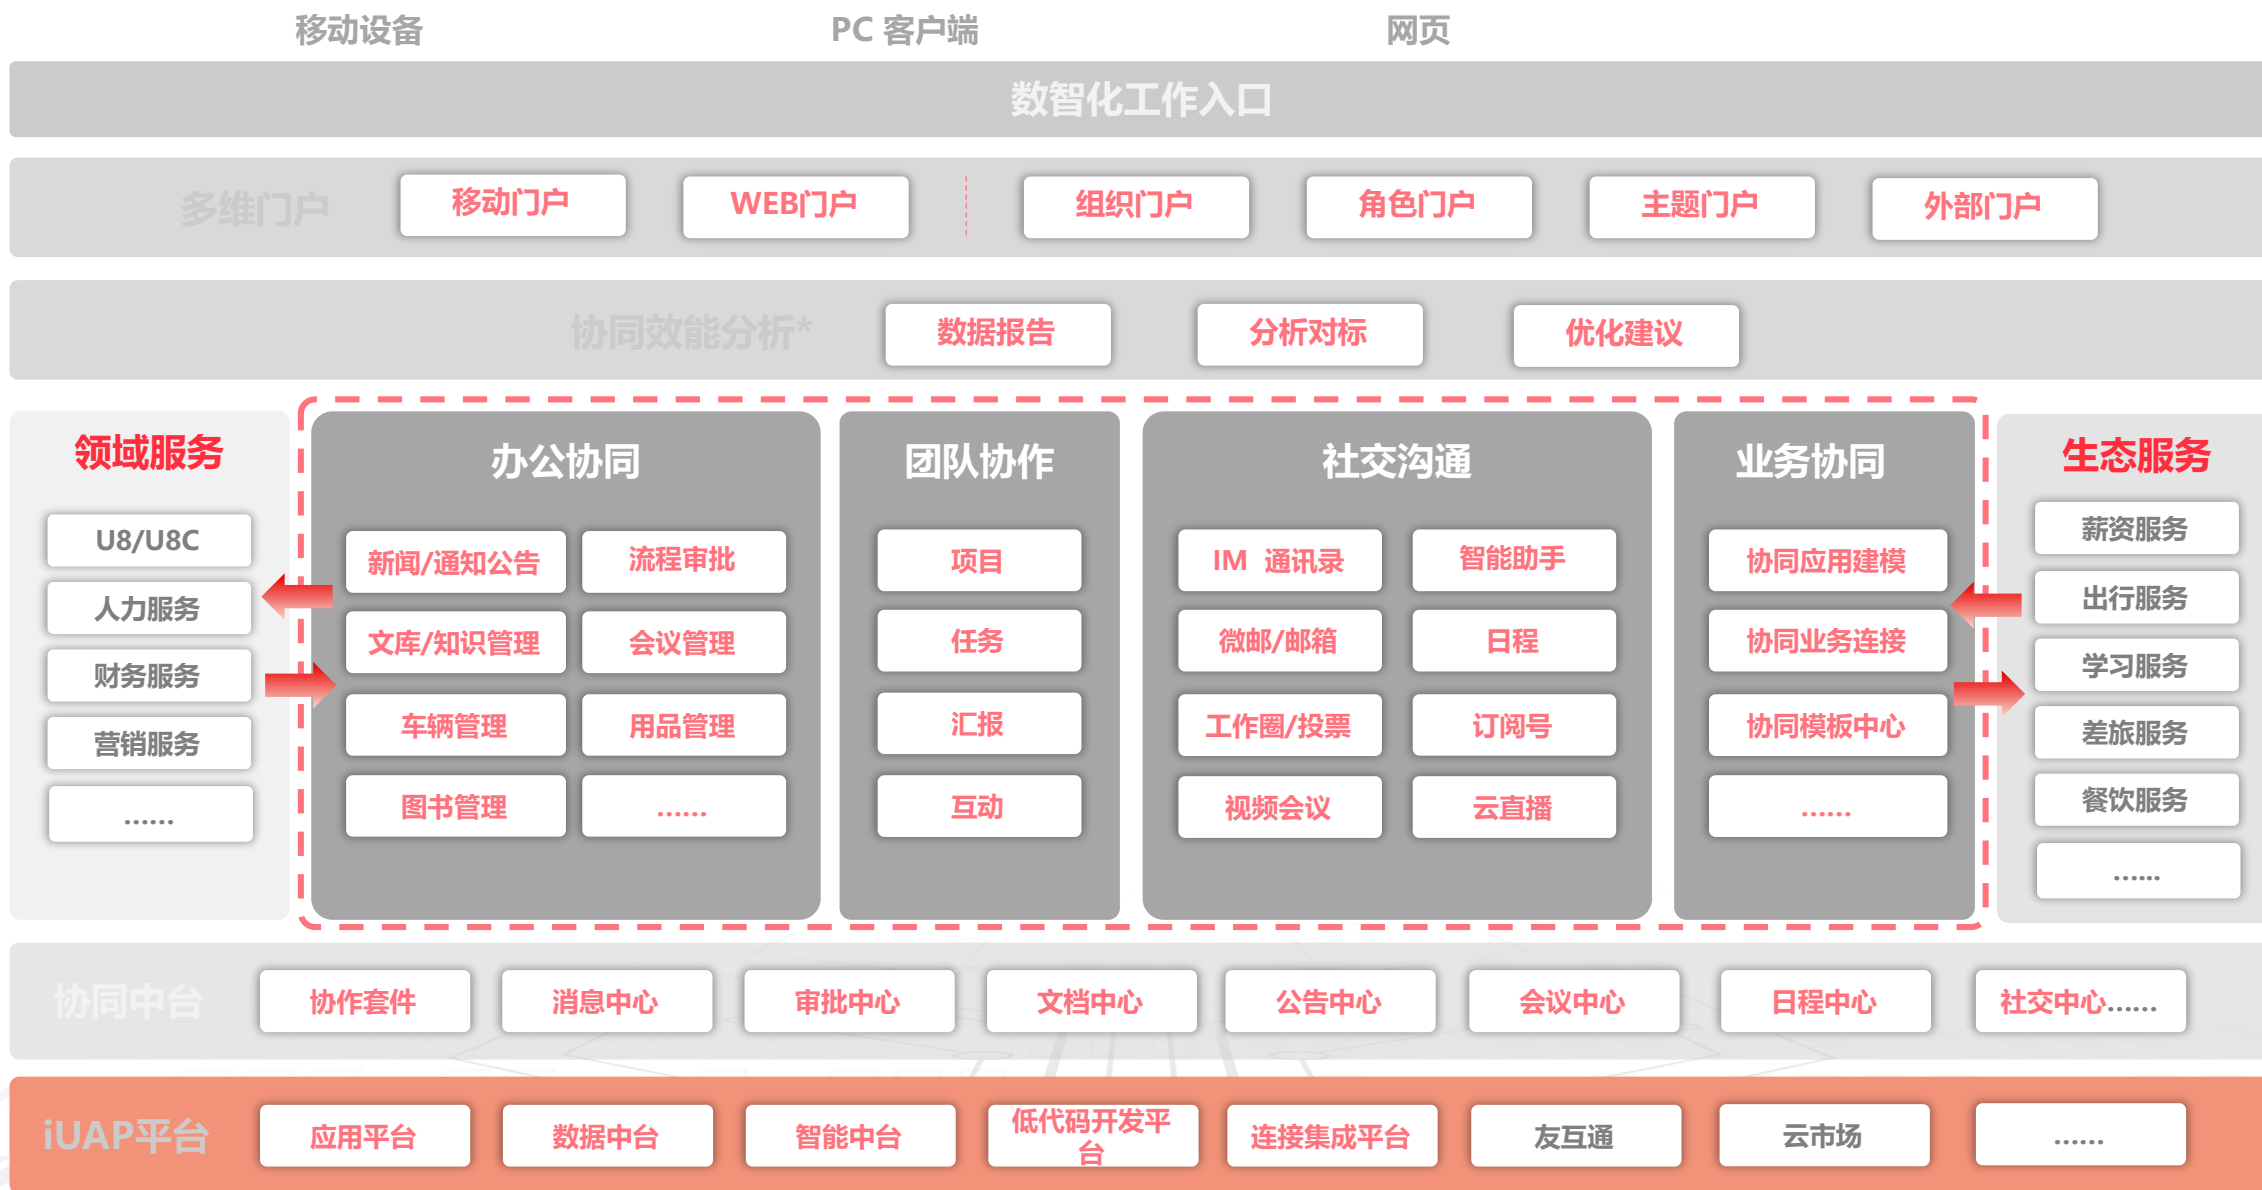 移动设备 PC 客户端 网页
数智化工作入口
多维门户 移动门户 WEB门户 组织门户 角色门户 主题门户 外部门户
协同效能分析* 数据报告 分析对标 优化建议
领域服务
U8/U8C
人力服务
财务服务
营销服务
……
办公协同
新闻/通知公告 流程审批
文库/知识管理 会议管理
车辆管理 用品管理
图书管理 ……
团队协作
项目
任务
汇报
互动
社交沟通
IM 通讯录 智能助手
微邮/邮箱 日程
工作圈/投票 订阅号
视频会议 云直播
业务协同
协同应用建模
协同业务连接
协同模板中心
……
生态服务
薪资服务
出行服务
学习服务
差旅服务
餐饮服务
……
协同中台 协作套件 消息中心 审批中心 文档中心 公告中心 会议中心 日程中心 社交中心……
iUAP平台 应用平台 数据中台 智能中台 低代码开发平
台 连接集成平台 友互通 云市场 ……